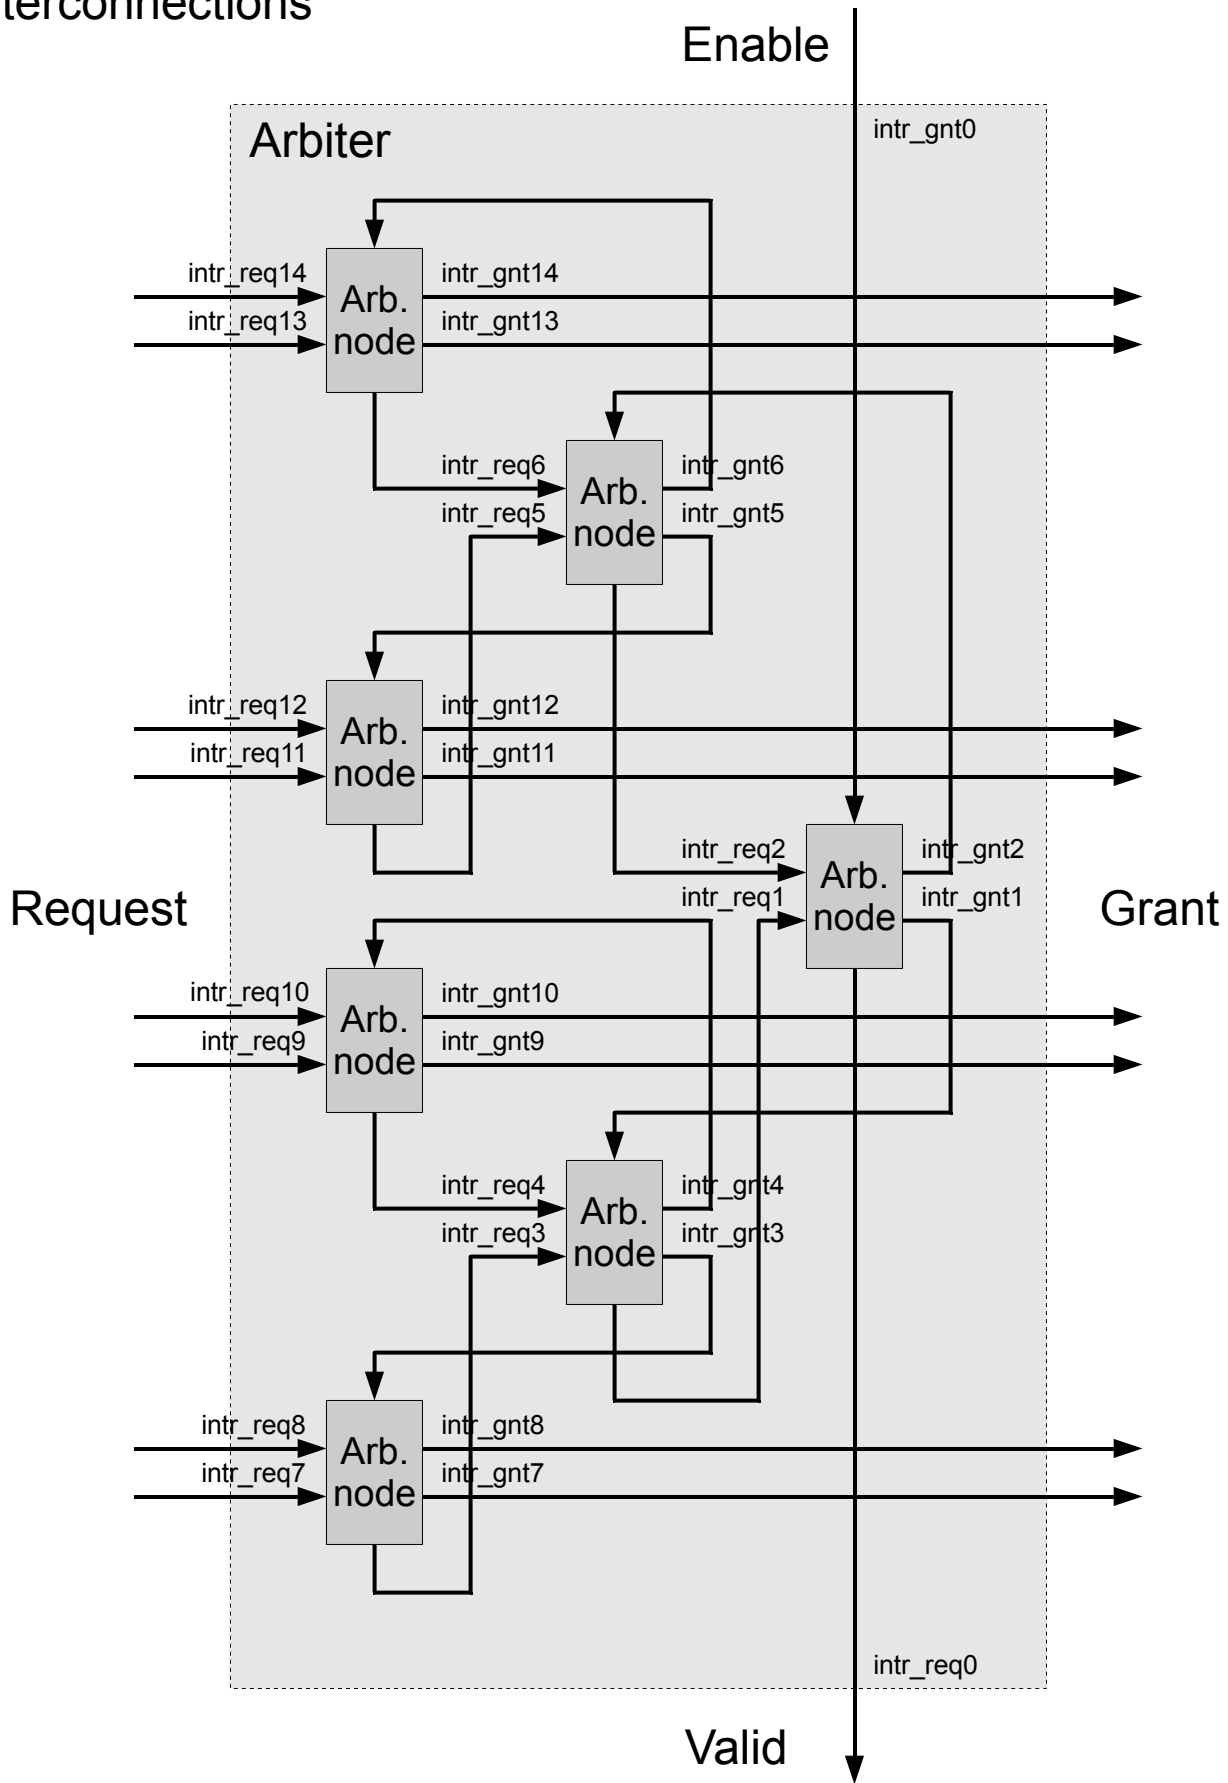 terconnections
Enable
Arbiter
intr_gnt0
intr_req14
intr_req13
Arb.
node
intr_gnt14
intr_gnt13
intr_req6
intr_req5
Arb.
node
intr_gnt6
intr_gnt5
intr_req12
intr_req11
Arb.
node
intr_gnt12
intr_gnt11
intr_req2
intr_req1
Arb.
node
intr_gnt2
intr_gnt1
Request
Grant
intr_req10
intr_req9
Arb.
node
intr_gnt10
intr_gnt9
intr_req4
intr_req3
Arb.
node
intr_gnt4
intr_gnt3
intr_req8
intr_req7
Arb.
node
intr_gnt8
intr_gnt7
intr_req0
Valid